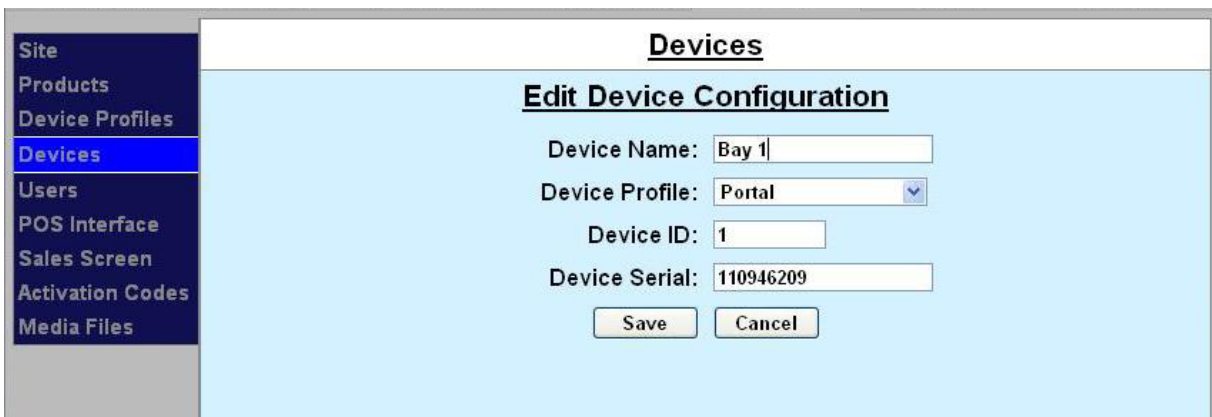 Site
Products
Device Profiles
Devices
Users
POS Interface
Sales Screen
Activation Codes
Media Files
Devices
Edit Device Configuration
Device Name: Bay 1
Device Profile: Portal
Device ID: 1
Device Serial: 110946209
Save Cancel